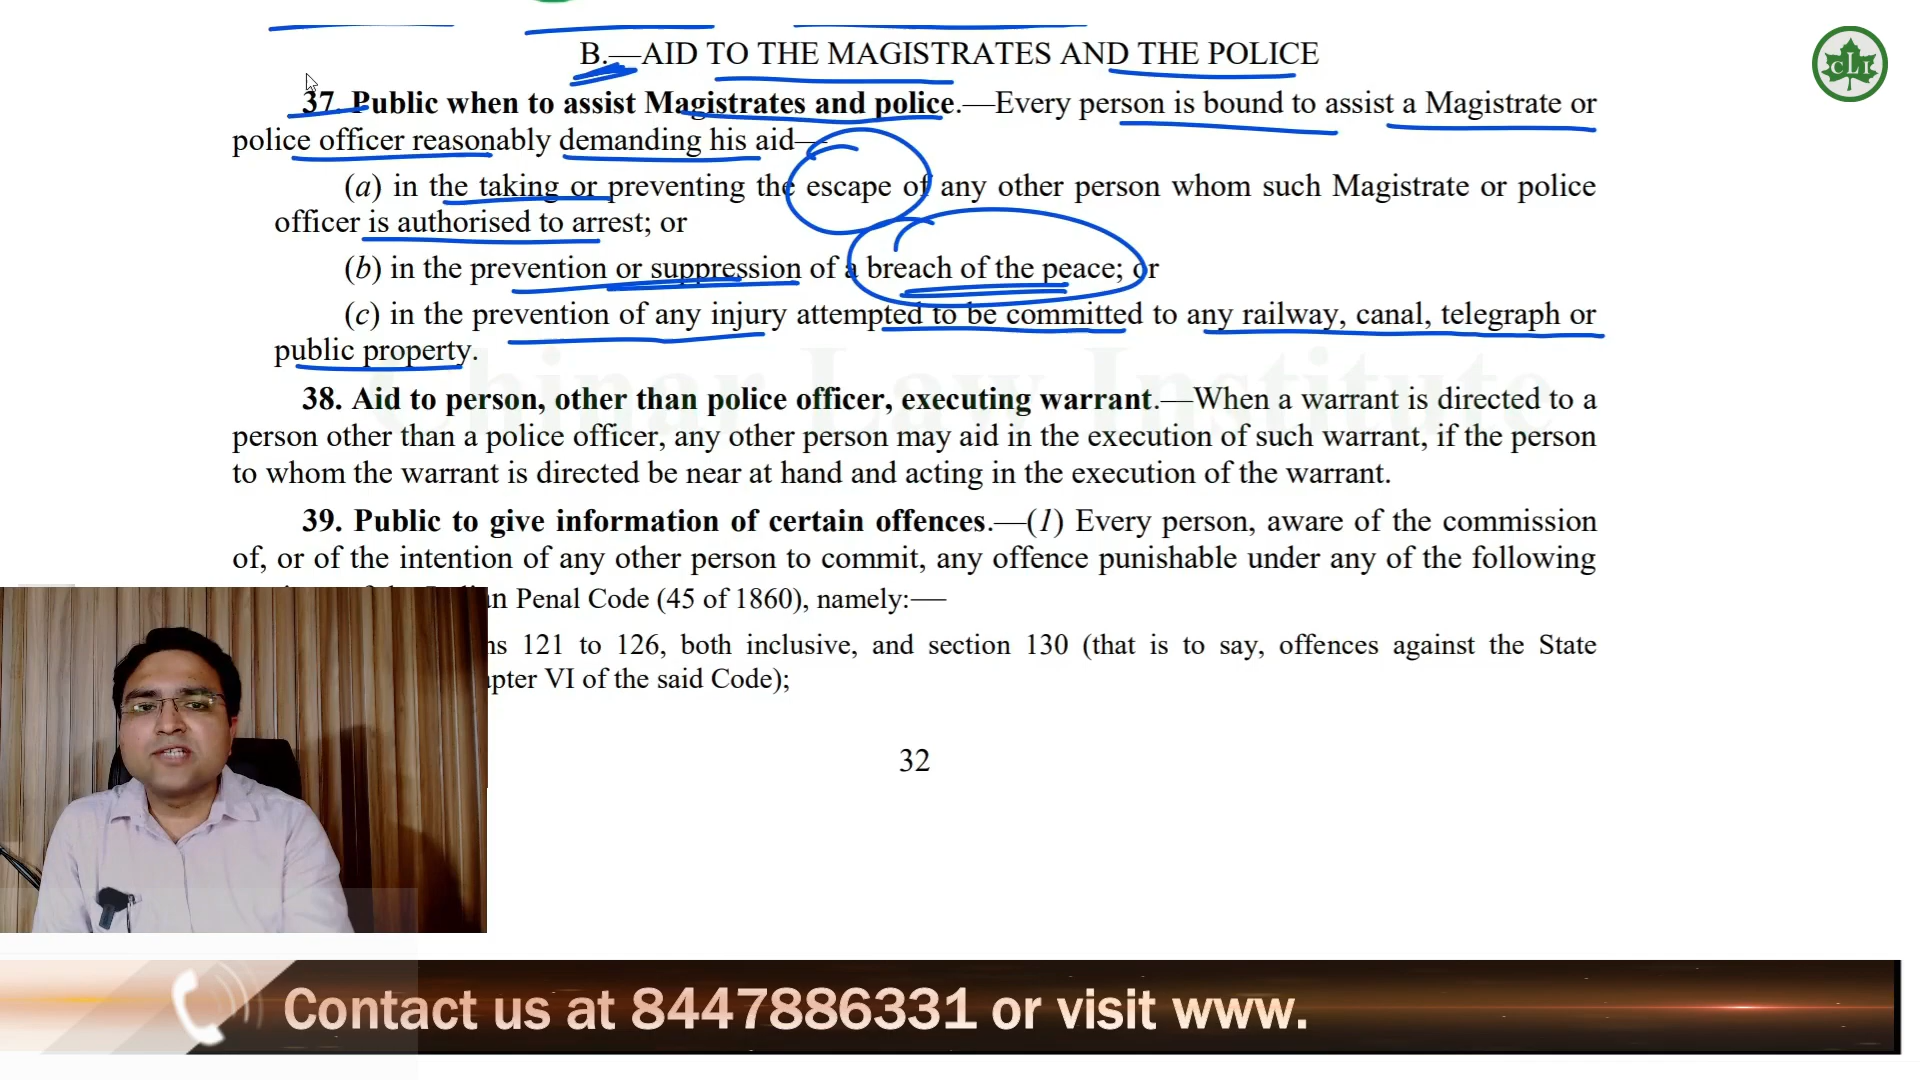 CLI
B.—AID TO THE MAGISTRATES AND THE POLICE
37. Public when to assist Magistrates and police.—Every person is bound to assist a Magistrate or
police officer reasonably demanding his aid—
(a) in the taking or preventing the escape of any other person whom such Magistrate or police
officer is authorised to arrest; or
(b) in the prevention or suppression of a breach of the peace; or
(c) in the prevention of any injury attempted to be committed to any railway, canal, telegraph or
public property.
Chinar Law Institute
38. Aid to person, other than police officer, executing warrant.—When a warrant is directed to a
person other than a police officer, any other person may aid in the execution of such warrant, if the person
to whom the warrant is directed be near at hand and acting in the execution of the warrant.
39. Public to give information of certain offences.—(1) Every person, aware of the commission
of, or of the intention of any other person to commit, any offence punishable under any of the following
Penal Code (45 of 1860), namely:—
121 to 126, both inclusive, and section 130 (that is to say, offences against the State
VI of the said Code);
32
Contact us at 8447886331 or visit www.